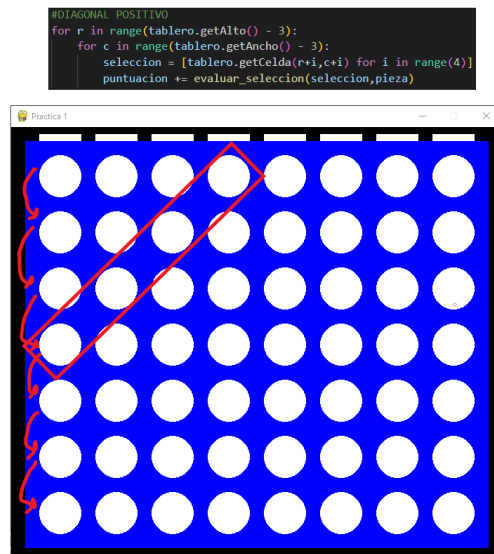 #DIAGONAL POSITIVO
for r in range(tablero.getAlto() - 3):
    for c in range(tablero.getAncho() - 3):
        seleccion = [tablero.getCelda(r+i,c+i) for i in range(4)]
        puntuacion += evaluar_seleccion(seleccion,pieza)
Practica 1